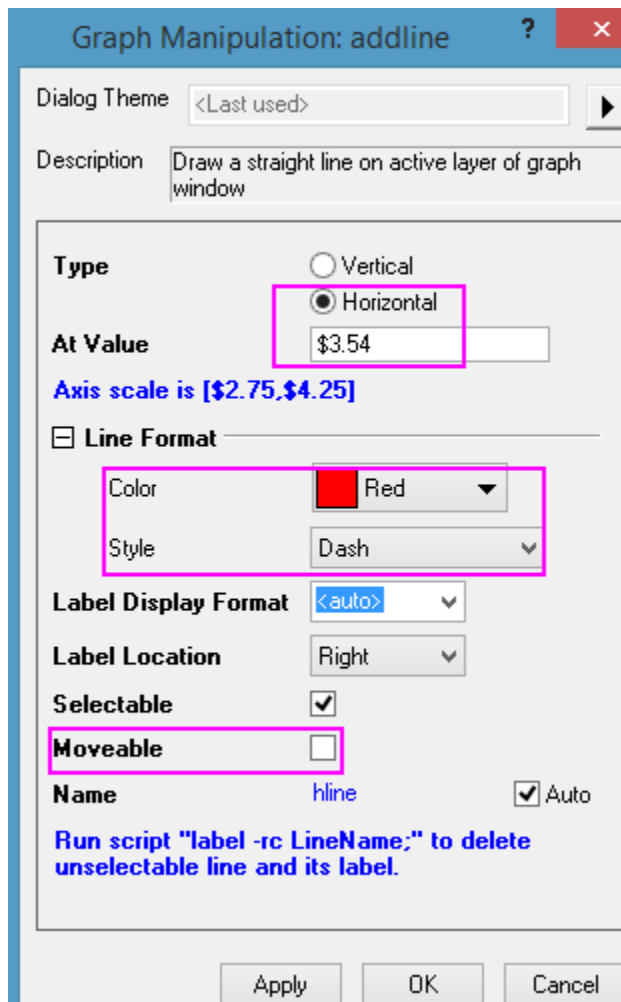 Graph Manipulation: addline ? ×
Dialog Theme <Last used>
Description Draw a straight line on active layer of graph
window
Type Vertical
Horizontal
At Value $3.54
Axis scale is [$2.75,$4.25]
Line Format
Color Red
Style Dash
Label Display Format <auto>
Label Location Right
Selectable
Moveable
Name hline Auto
Run script "label -rc LineName;" to delete
unselectable line and its label.
Apply OK Cancel